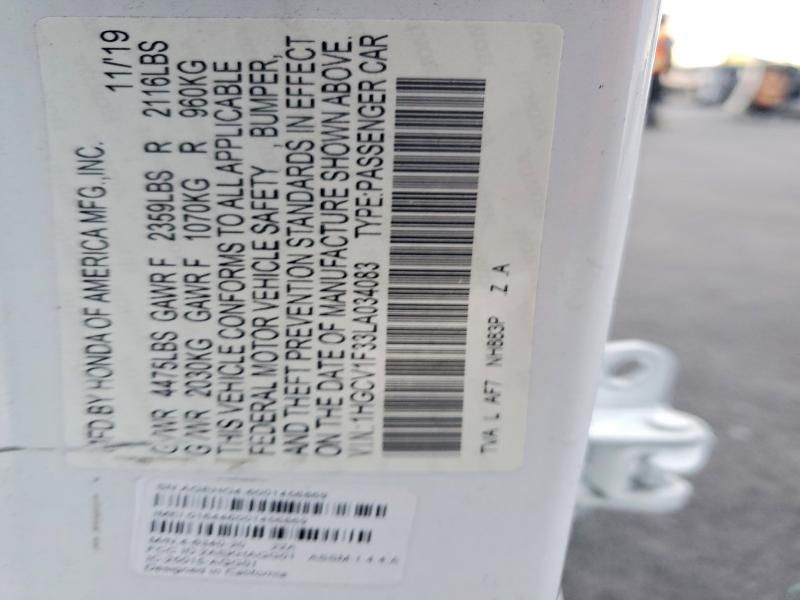 MFD BY HONDA OF AMERICA MFG., INC. 11/'19
GVWR 4475LBS GAWR F 2359LBS R 2116LBS
GVWR 2030KG GAWR F 1070KG R 960KG
THIS VEHICLE CONFORMS TO ALL APPLICABLE
FEDERAL MOTOR VEHICLE SAFETY , BUMPER,
AND THEFT PREVENTION STANDARDS IN EFFECT
ON THE DATE OF MANUFACTURE SHOWN ABOVE.
V.I.N.:1HGCV1F33LA034083 TYPE:PASSENGER CAR
TVA L AF7 NH883P Z A
Designed in California